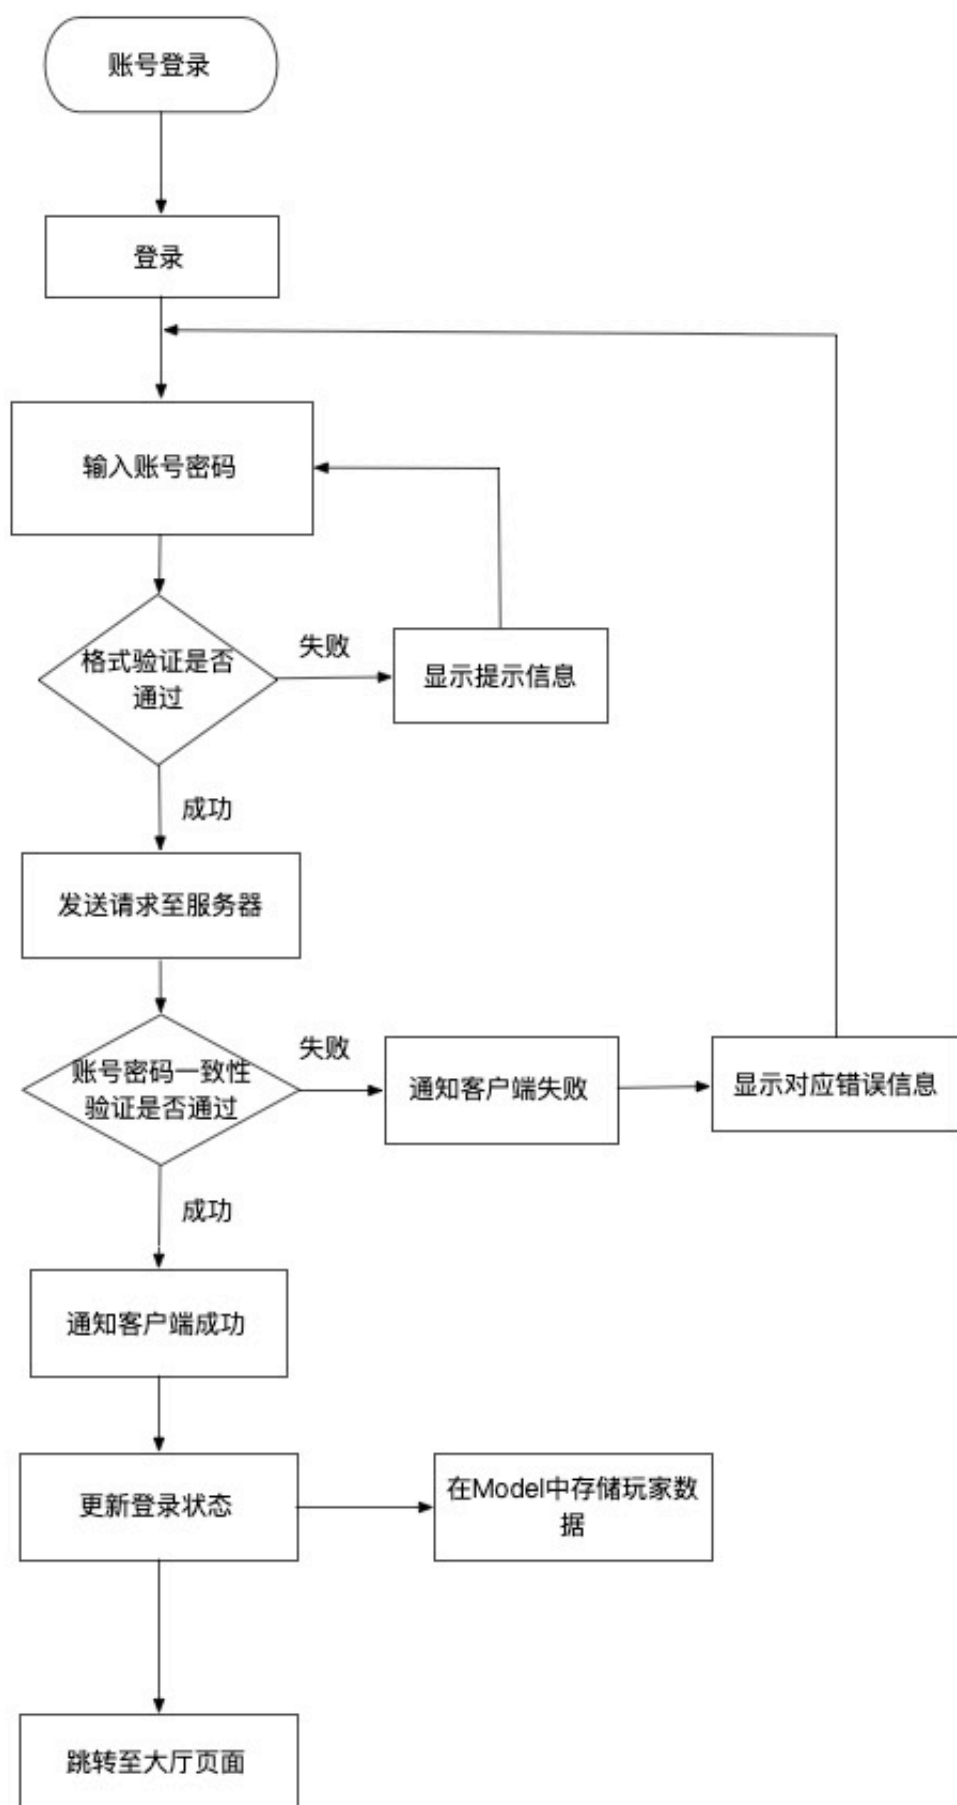 账号登录
登录
输入账号密码
格式验证是否
通过
失败
显示提示信息
成功
发送请求至服务器
账号密码一致性
验证是否通过
失败
通知客户端失败
显示对应错误信息
成功
通知客户端成功
更新登录状态
在Model中存储玩家数
据
跳转至大厅页面